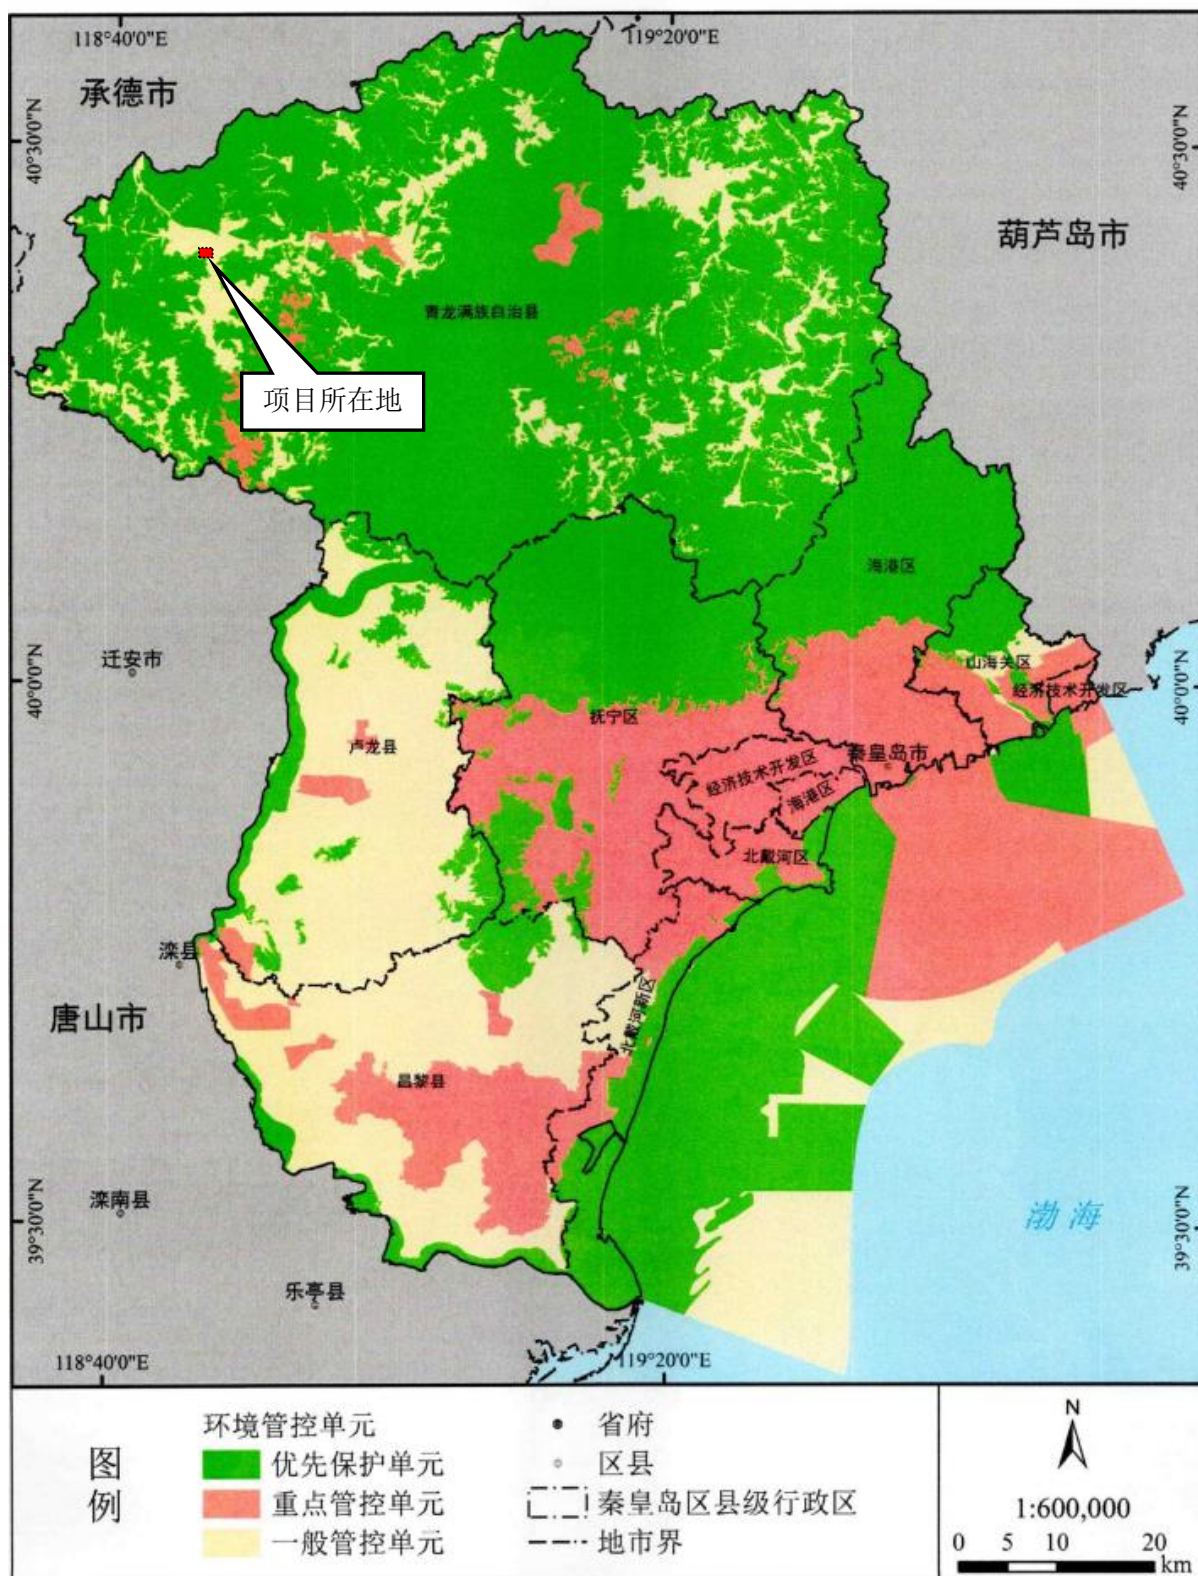 118°40'0"E
119°20'0"E
承德市
40°30'0"N
40°30'0"N
葫芦岛市
青龙满族自治县
项目所在地
海港区
迁安市
山海关区
经济技术开发区
40°0'0"N
40°0'0"N
抚宁区
卢龙县
秦皇岛市
经济技术开发区
海港区
北戴河区
滦县
唐山市
北戴河新区
昌黎县
滦南县
39°30'0"N
39°30'0"N
渤海
乐亭县
118°40'0"E
119°20'0"E
图例
环境管控单元
优先保护单元
重点管控单元
一般管控单元
省府
区县
秦皇岛区县级行政区
地市界
N
1:600,000
0 5 10 20
km